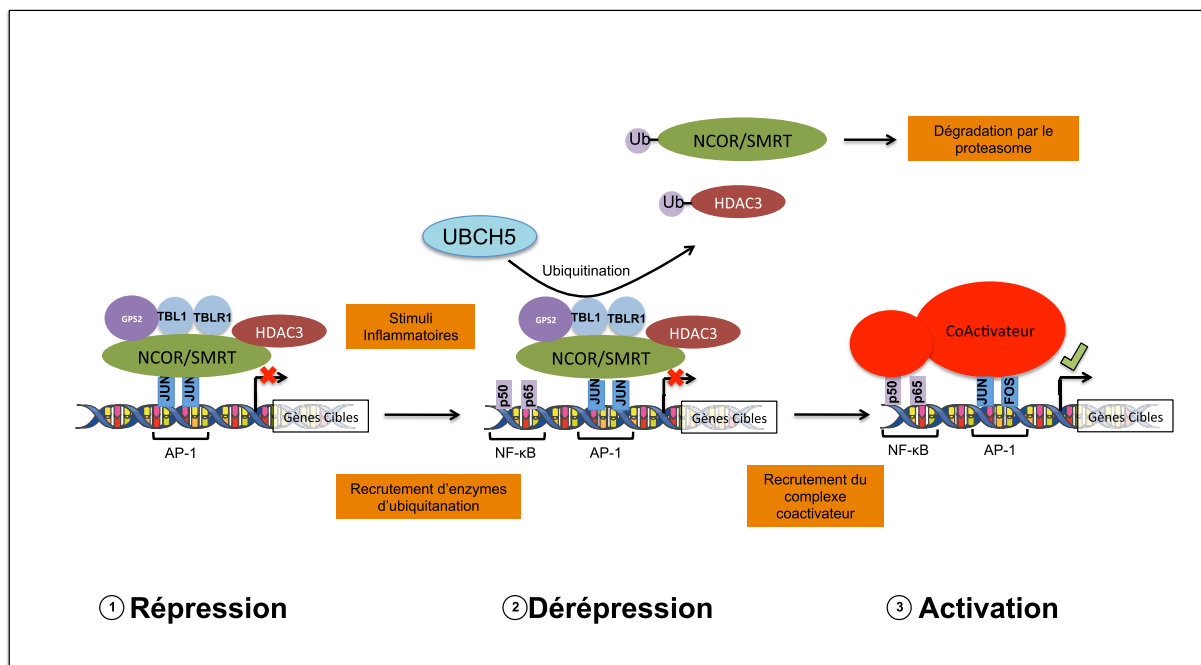 Ub
NCOR/SMRT
Dégradation par le
proteasome
Ub
HDAC3
UBCH5
Ubiquitination
GPS2
TBL1
TBLR1
HDAC3
NCOR/SMRT
JUN
JUN
Gènes Cibles
AP-1
Stimuli
Inflammatoires
Recrutement d'enzymes
d'ubiquitanation
GPS2
TBL1
TBLR1
HDAC3
NCOR/SMRT
p50
p65
JUN
JUN
Gènes Cibles
NF-κB
AP-1
Recrutement du
complexe
coactivateur
CoActivateur
p50
p65
JUN
FOS
Gènes Cibles
NF-κB
AP-1
1 Répression
2 Dérépression
3 Activation